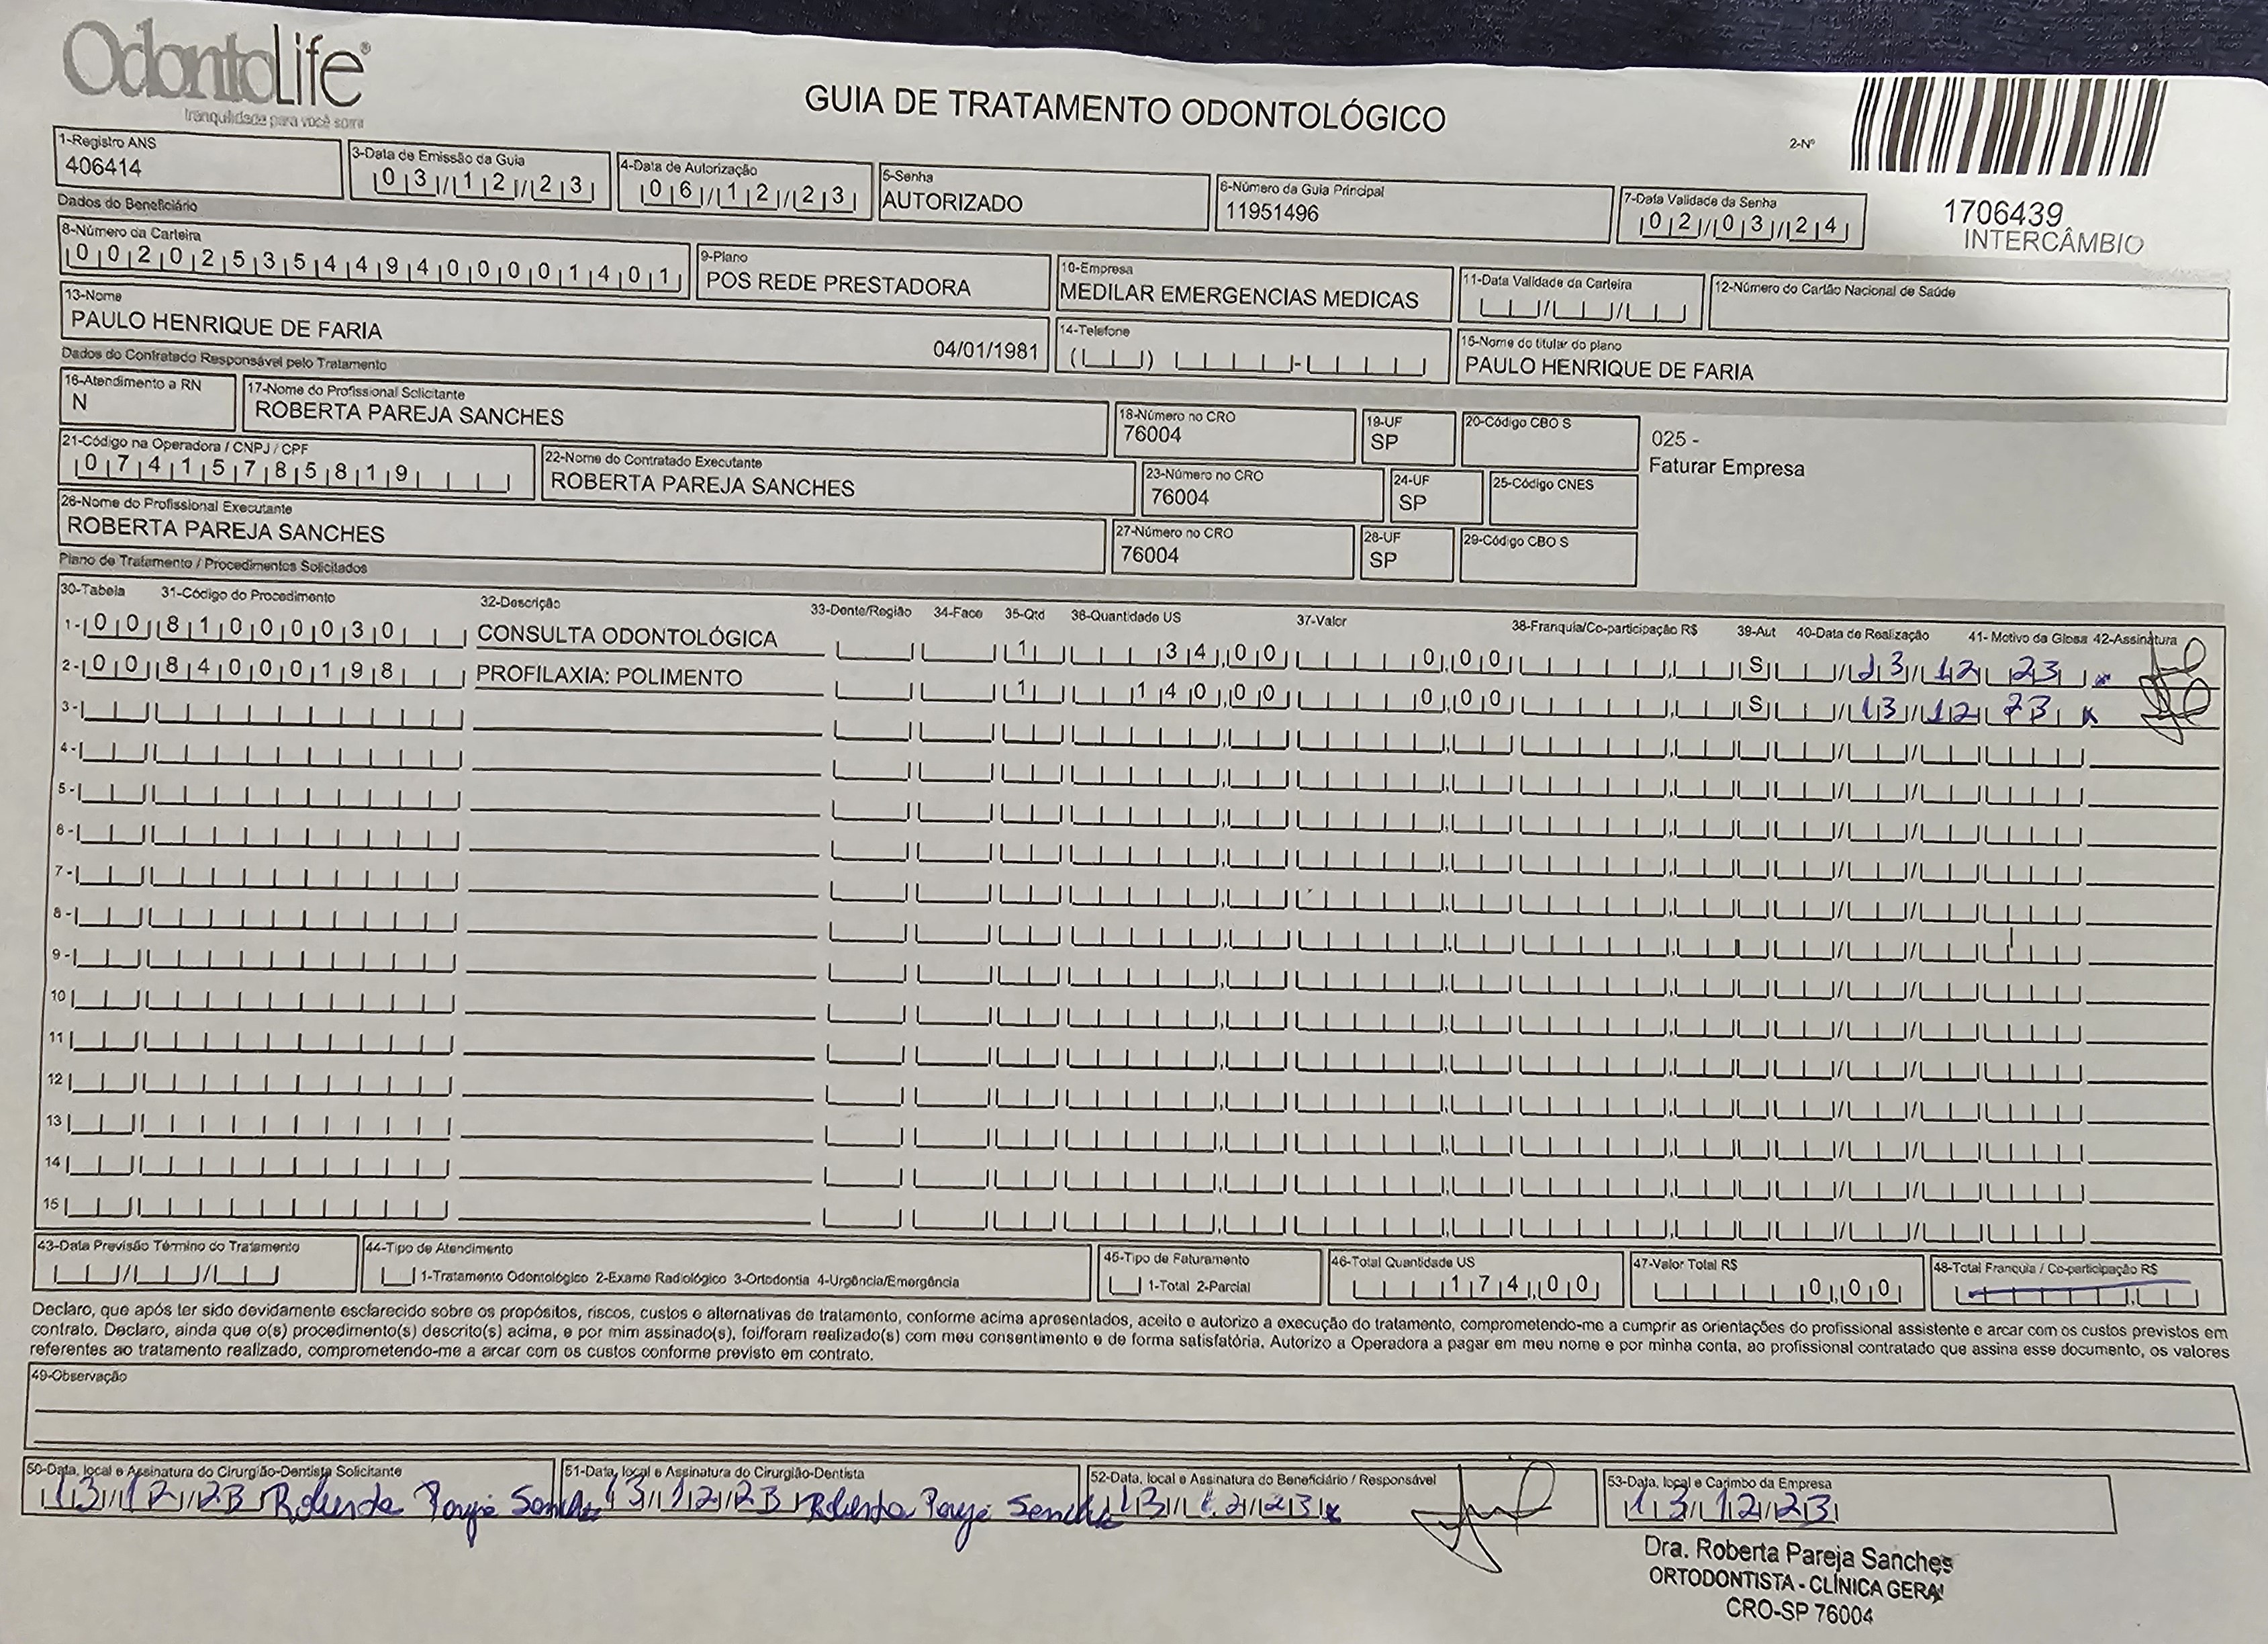 OdontoLife®
tranquilidade para você sorrir
GUIA DE TRATAMENTO ODONTOLÓGICO
2-Nº
1706439
INTERCÂMBIO
1-Registro ANS
406414
3-Data de Emissão da Guia
03/12/23
4-Data de Autorização
06/12/23
5-Senha
AUTORIZADO
6-Número da Guia Principal
11951496
7-Data Validade da Senha
02/03/24
Dados do Beneficiário
8-Número da Carteira
00202535449400001401
9-Plano
POS REDE PRESTADORA
10-Empresa
MEDILAR EMERGENCIAS MEDICAS
11-Data Validade da Carteira
12-Número do Cartão Nacional de Saúde
13-Nome
PAULO HENRIQUE DE FARIA
04/01/1981
14-Telefone
15-Nome do titular do plano
PAULO HENRIQUE DE FARIA
Dados do Contratado Responsável pelo Tratamento
16-Atendimento a RN
N
17-Nome do Profissional Solicitante
ROBERTA PAREJA SANCHES
18-Número no CRO
76004
19-UF
SP
20-Código CBO S
025 -
Faturar Empresa
21-Código na Operadora / CNPJ / CPF
07415785819
22-Nome do Contratado Executante
ROBERTA PAREJA SANCHES
23-Número no CRO
76004
24-UF
SP
25-Código CNES
26-Nome do Profissional Executante
ROBERTA PAREJA SANCHES
27-Número no CRO
76004
28-UF
SP
29-Código CBO S
Plano de Tratamento / Procedimentos Solicitados
30-Tabela 31-Código do Procedimento 32-Descrição 33-Dente/Região 34-Face 35-Qtd 36-Quantidade US 37-Valor 38-Franquia/Co-participação R$ 39-Aut 40-Data de Realização 41- Motivo da Glosa 42-Assinatura
1- 00 81000030 CONSULTA ODONTOLÓGICA 1 34,00 0,00 S 13/12/23 x
2- 00 84000198 PROFILAXIA: POLIMENTO 1 140,00 0,00 S 13/12/23 x
3-
4-
5-
6-
7-
8-
9-
10
11
12
13
14
15
43-Data Previsão Término do Tratamento
44-Tipo de Atendimento
1-Tratamento Odontológico 2-Exame Radiológico 3-Ortodontia 4-Urgência/Emergência
45-Tipo de Faturamento
1-Total 2-Parcial
46-Total Quantidade US
174,00
47-Valor Total R$
0,00
48-Total Franquia / Co-participação R$
Declaro, que após ter sido devidamente esclarecido sobre os propósitos, riscos, custos e alternativas de tratamento, conforme acima apresentados, aceito e autorizo a execução do tratamento, comprometendo-me a cumprir as orientações do profissional assistente e arcar com os custos previstos em
contrato. Declaro, ainda que o(s) procedimento(s) descrito(s) acima, e por mim assinado(s), foi/foram realizado(s) com meu consentimento e de forma satisfatória. Autorizo a Operadora a pagar em meu nome e por minha conta, ao profissional contratado que assina esse documento, os valores
referentes ao tratamento realizado, comprometendo-me a arcar com os custos conforme previsto em contrato.
49-Observação
50-Data, local e Assinatura do Cirurgião-Dentista Solicitante
13/12/23 Roberta Pareja Sanches
51-Data, local e Assinatura do Cirurgião-Dentista
13/12/23 Roberta Pareja Sanches
52-Data, local e Assinatura do Beneficiário / Responsável
13/12/23 x
53-Data, local e Carimbo da Empresa
13/12/23
Dra. Roberta Pareja Sanches
ORTODONTISTA - CLÍNICA GERAL
CRO-SP 76004